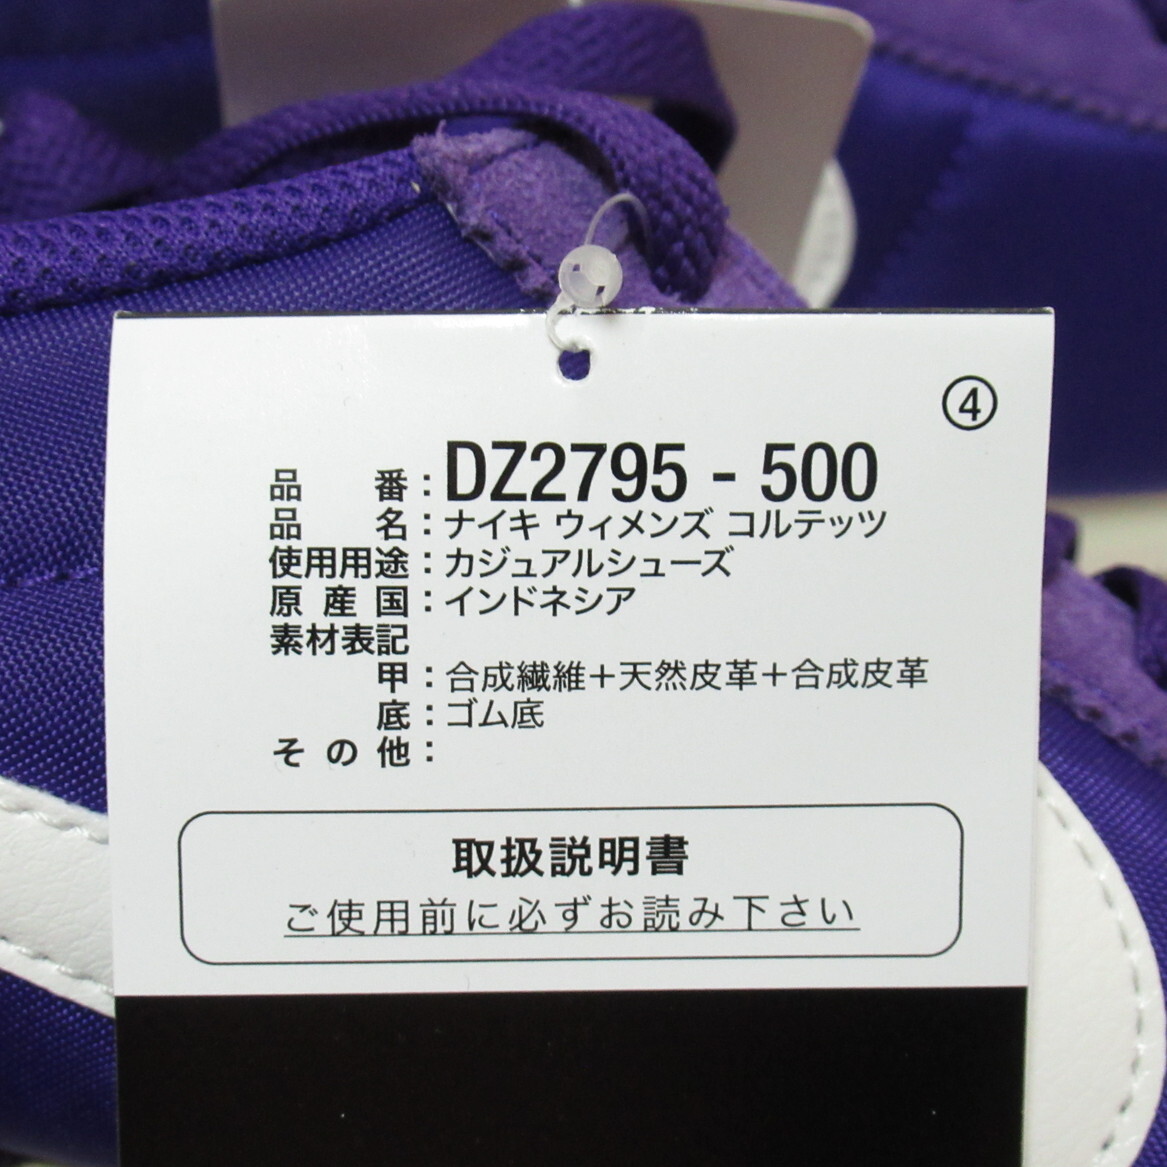 ④
品番：DZ2795 - 500
品名：ナイキ ウィメンズ コルテッツ
使用用途：カジュアルシューズ
原産国：インドネシア
素材表記
甲：合成繊維＋天然皮革＋合成皮革
底：ゴム底
その他：
取扱説明書
ご使用前に必ずお読み下さい